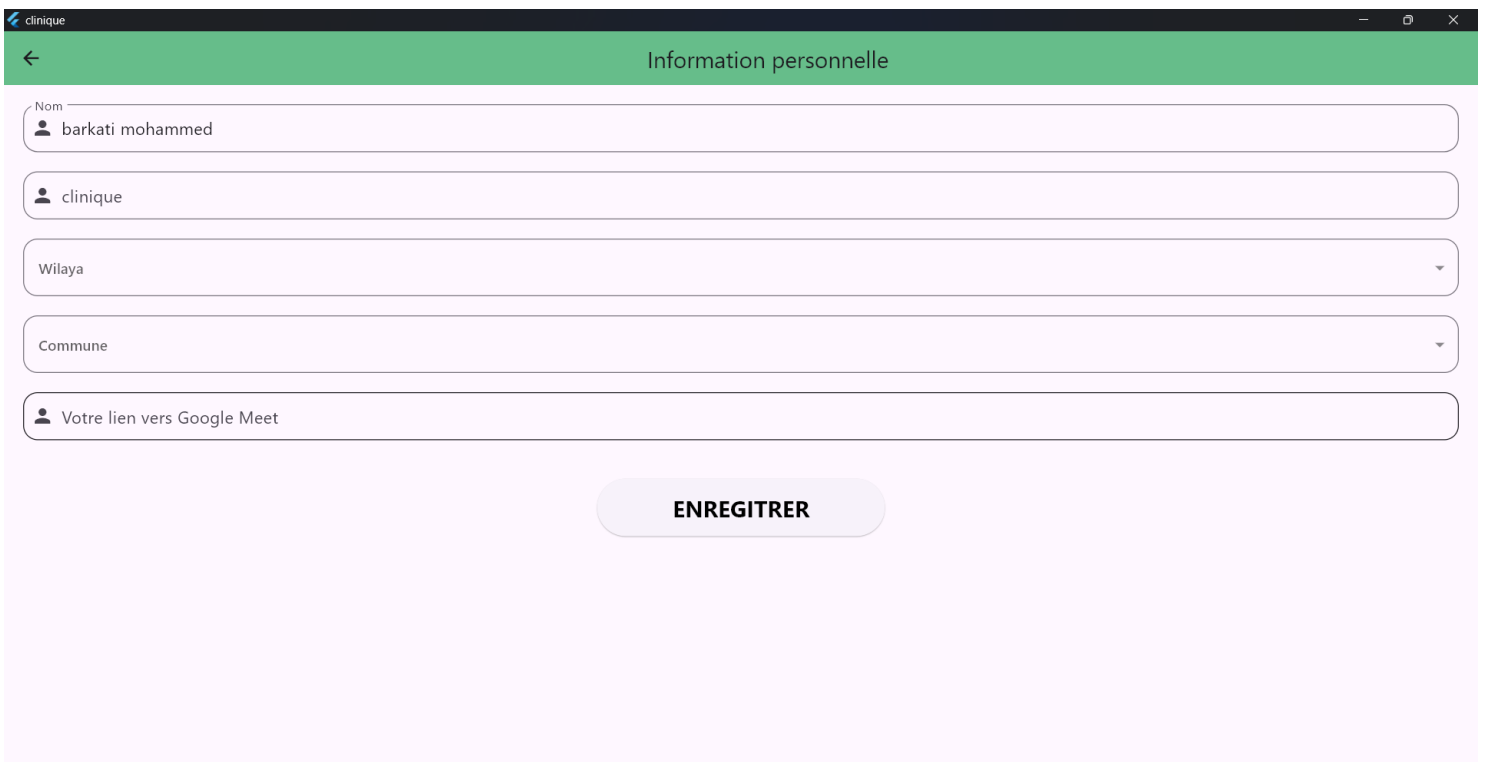 clinique
Information personnelle
Nom
barkati mohammed
clinique
Wilaya
Commune
Votre lien vers Google Meet
ENREGITRER